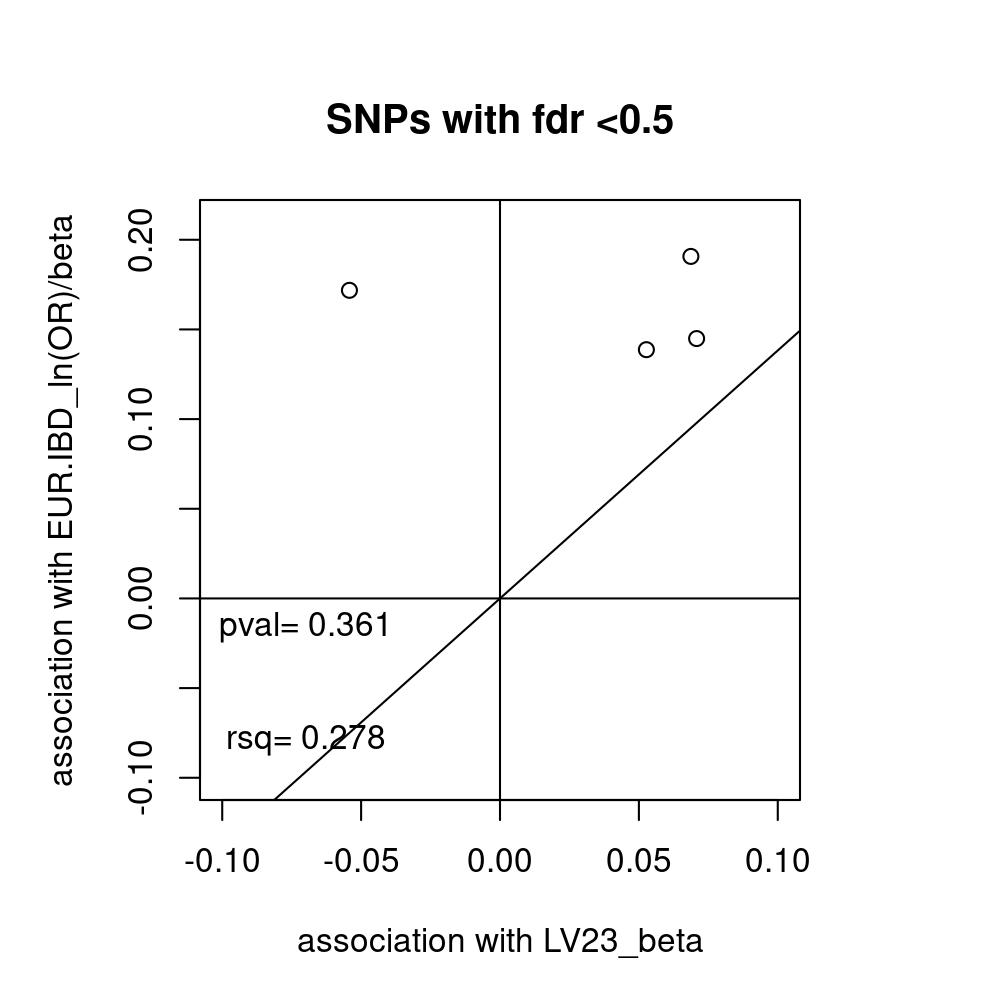 SNPs with fdr <0.5
association with EUR.IBD_ln(OR)/beta
0.20
0.10
0.00
-0.10
pval= 0.361
rsq= 0.278
-0.10 -0.05 0.00 0.05 0.10
association with LV23_beta